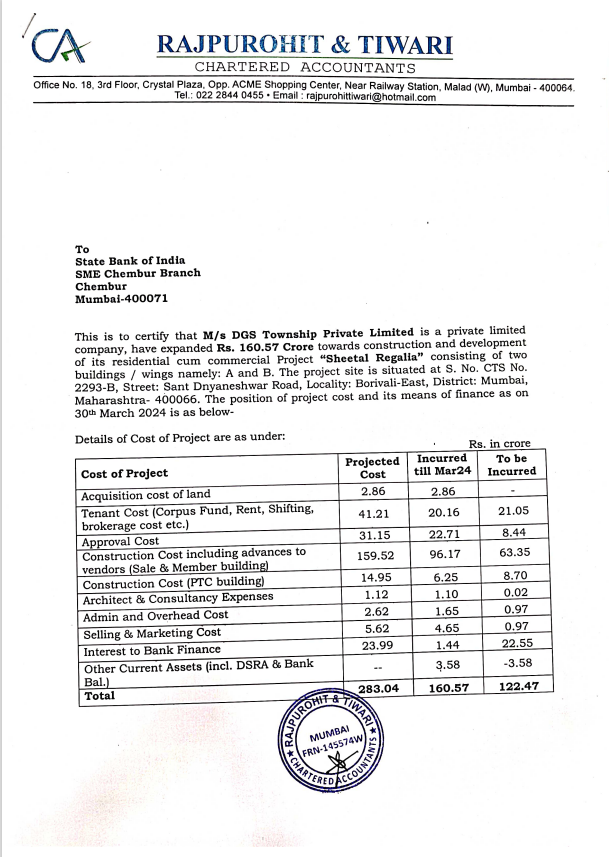 CA
RAJPUROHIT & TIWARI
CHARTERED ACCOUNTANTS
Office No. 18, 3rd Floor, Crystal Plaza, Opp. ACME Shopping Center, Near Railway Station, Malad (W), Mumbai - 400064.
Tel.: 022 2844 0455 • Email : rajpurohittiwari@hotmail.com
To
State Bank of India
SME Chembur Branch
Chembur
Mumbai-400071
This is to certify that M/s DGS Township Private Limited is a private limited
company, have expanded Rs. 160.57 Crore towards construction and development
of its residential cum commercial Project “Sheetal Regalia” consisting of two
buildings / wings namely: A and B. The project site is situated at S. No. CTS No.
2293-B, Street: Sant Dnyaneshwar Road, Locality: Borivali-East, District: Mumbai,
Maharashtra- 400066. The position of project cost and its means of finance as on
30th March 2024 is as below-
Details of Cost of Project are as under:
Rs. in crore
Cost of Project Projected Cost Incurred till Mar24 To be Incurred
Acquisition cost of land 2.86 2.86 -
Tenant Cost (Corpus Fund, Rent, Shifting,
brokerage cost etc.) 41.21 20.16 21.05
Approval Cost 31.15 22.71 8.44
Construction Cost including advances to
vendors (Sale & Member building) 159.52 96.17 63.35
Construction Cost (PTC building) 14.95 6.25 8.70
Architect & Consultancy Expenses 1.12 1.10 0.02
Admin and Overhead Cost 2.62 1.65 0.97
Selling & Marketing Cost 5.62 4.65 0.97
Interest to Bank Finance 23.99 1.44 22.55
Other Current Assets (incl. DSRA & Bank
Bal.) -- 3.58 -3.58
Total 283.04 160.57 122.47
RAJPUROHIT & TIWARI
MUMBAI
FRN-145574W
CHARTERED ACCOUNTANTS